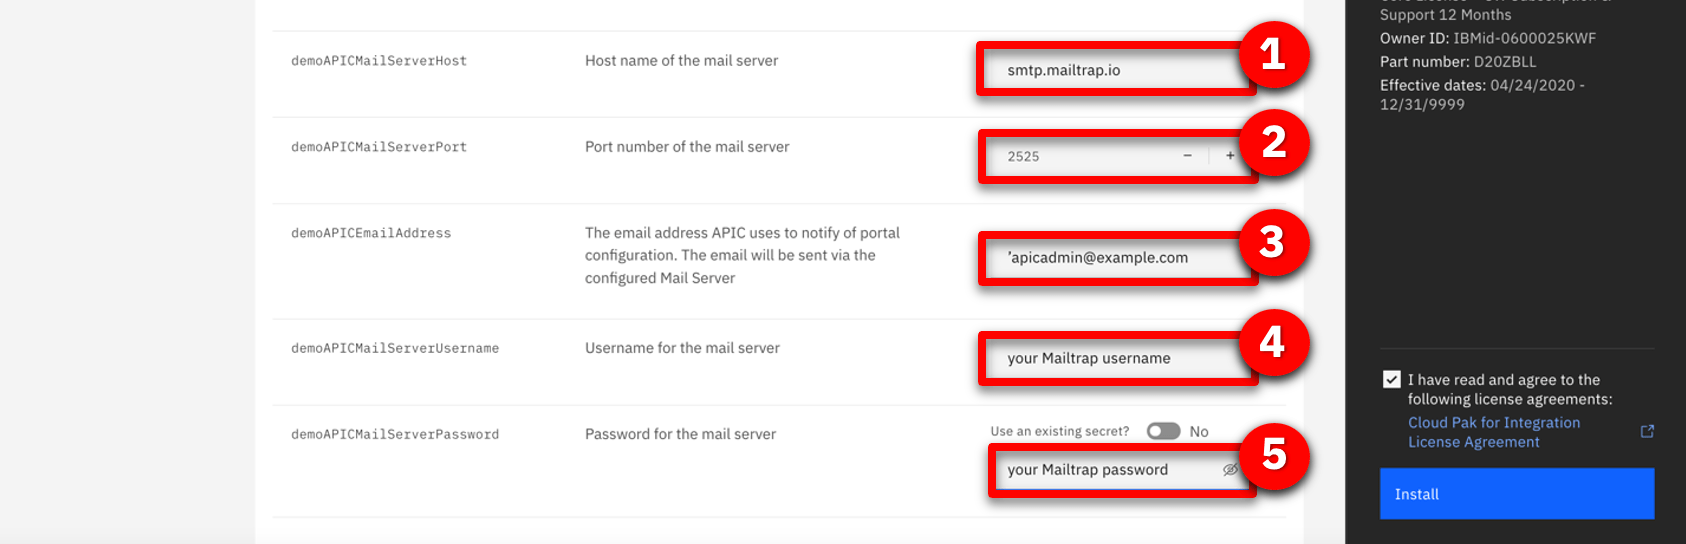 demoAPICMailServerHost
Host name of the mail server
smtp.mailtrap.io
1
demoAPICMailServerPort
Port number of the mail server
2525
− +
2
demoAPICEmailAddress
The email address APIC uses to notify of portal
configuration. The email will be sent via the
configured Mail Server
'apicadmin@example.com
3
demoAPICMailServerUsername
Username for the mail server
your Mailtrap username
4
demoAPICMailServerPassword
Password for the mail server
Use an existing secret? No
your Mailtrap password
5
Support 12 Months
Owner ID: IBMid-0600025KWF
Part number: D20ZBLL
Effective dates: 04/24/2020 -
12/31/9999
I have read and agree to the
following license agreements:
Cloud Pak for Integration
License Agreement
Install